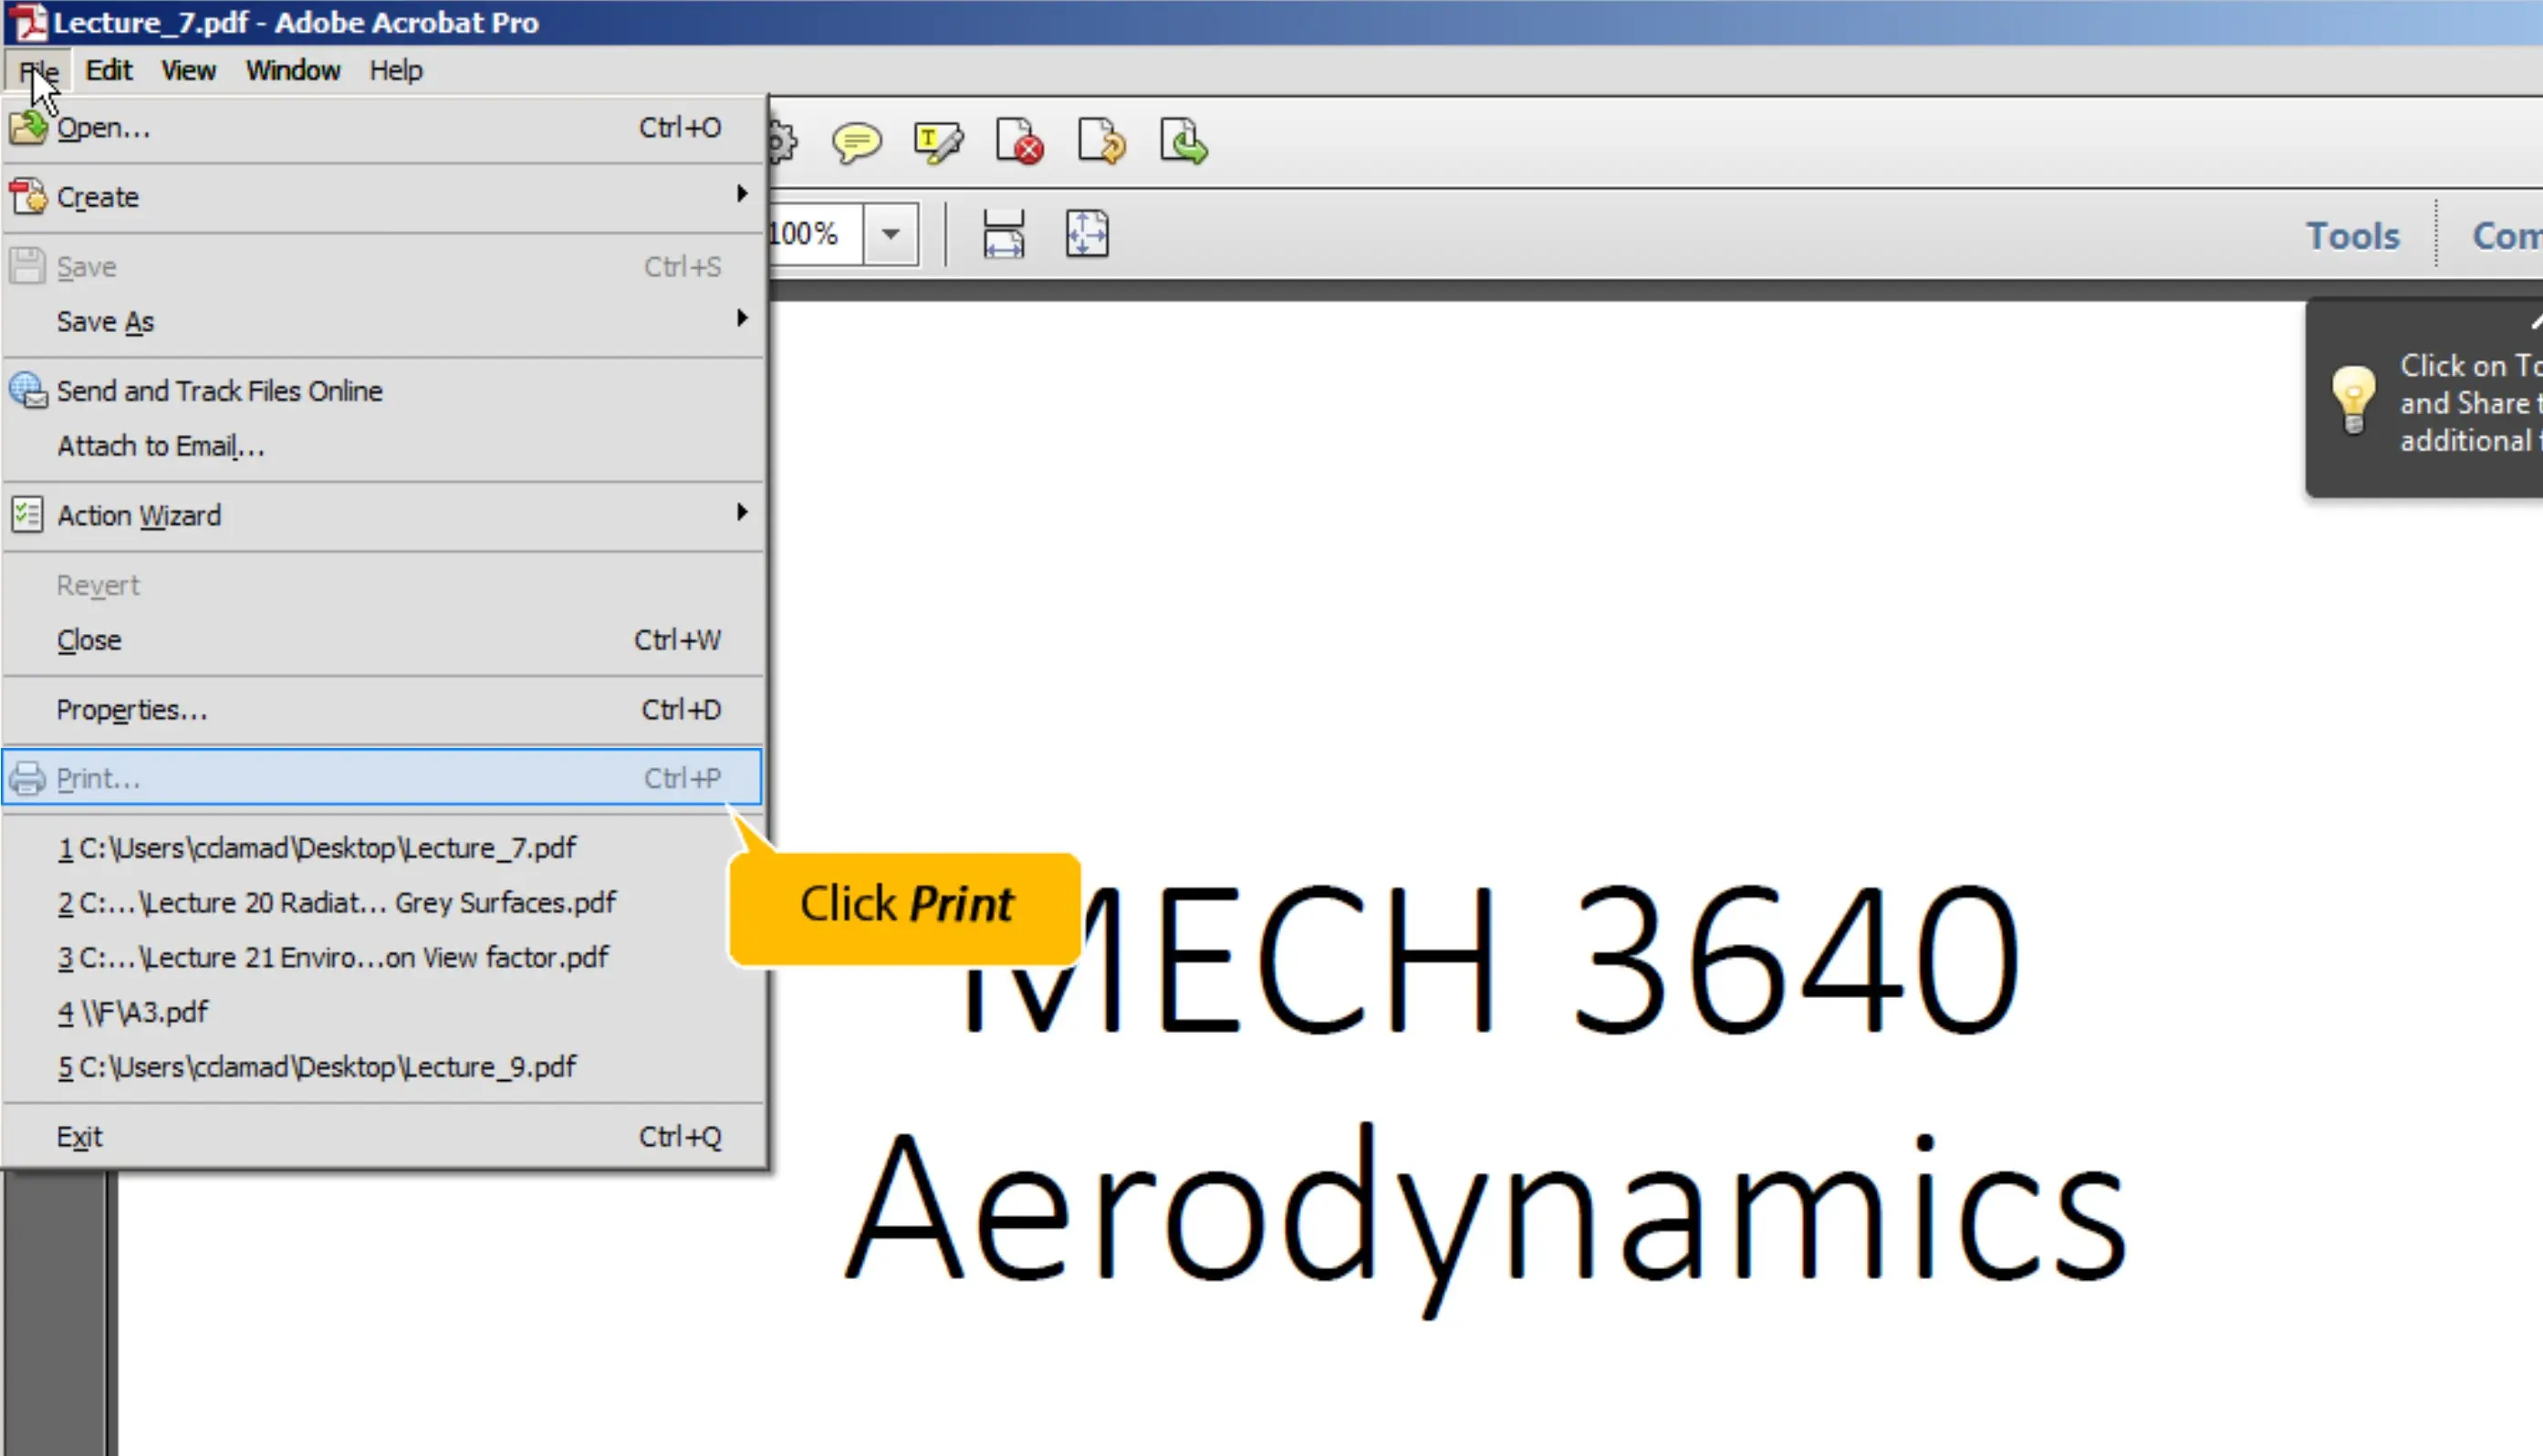 Lecture_7.pdf - Adobe Acrobat Pro
File Edit View Window Help
Open... Ctrl+O
Create
100%
Tools
Save Ctrl+S
Save As
Click on
and Share
additional
Send and Track Files Online
Attach to Email...
Action Wizard
Revert
Close Ctrl+W
Properties... Ctrl+D
Print... Ctrl+P
Click Print
1 C:\Users\cclamad\Desktop\Lecture_7.pdf
2 C:...\Lecture 20 Radiat... Grey Surfaces.pdf
3 C:...\Lecture 21 Enviro...on View factor.pdf
4 \\F\A3.pdf
5 C:\Users\cclamad\Desktop\Lecture_9.pdf
Exit Ctrl+Q
MECH 3640
Aerodynamics